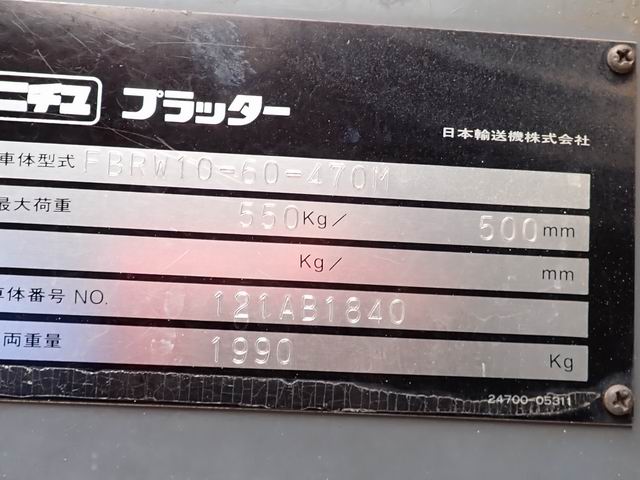 ニチユ プラッター
日本輸送機株式会社
車体型式 FBRW10-60-470M
最大荷重 550Kg/ 500mm
Kg/ mm
車体番号 NO. 121AB1840
両重量 1990 Kg
24700-05311